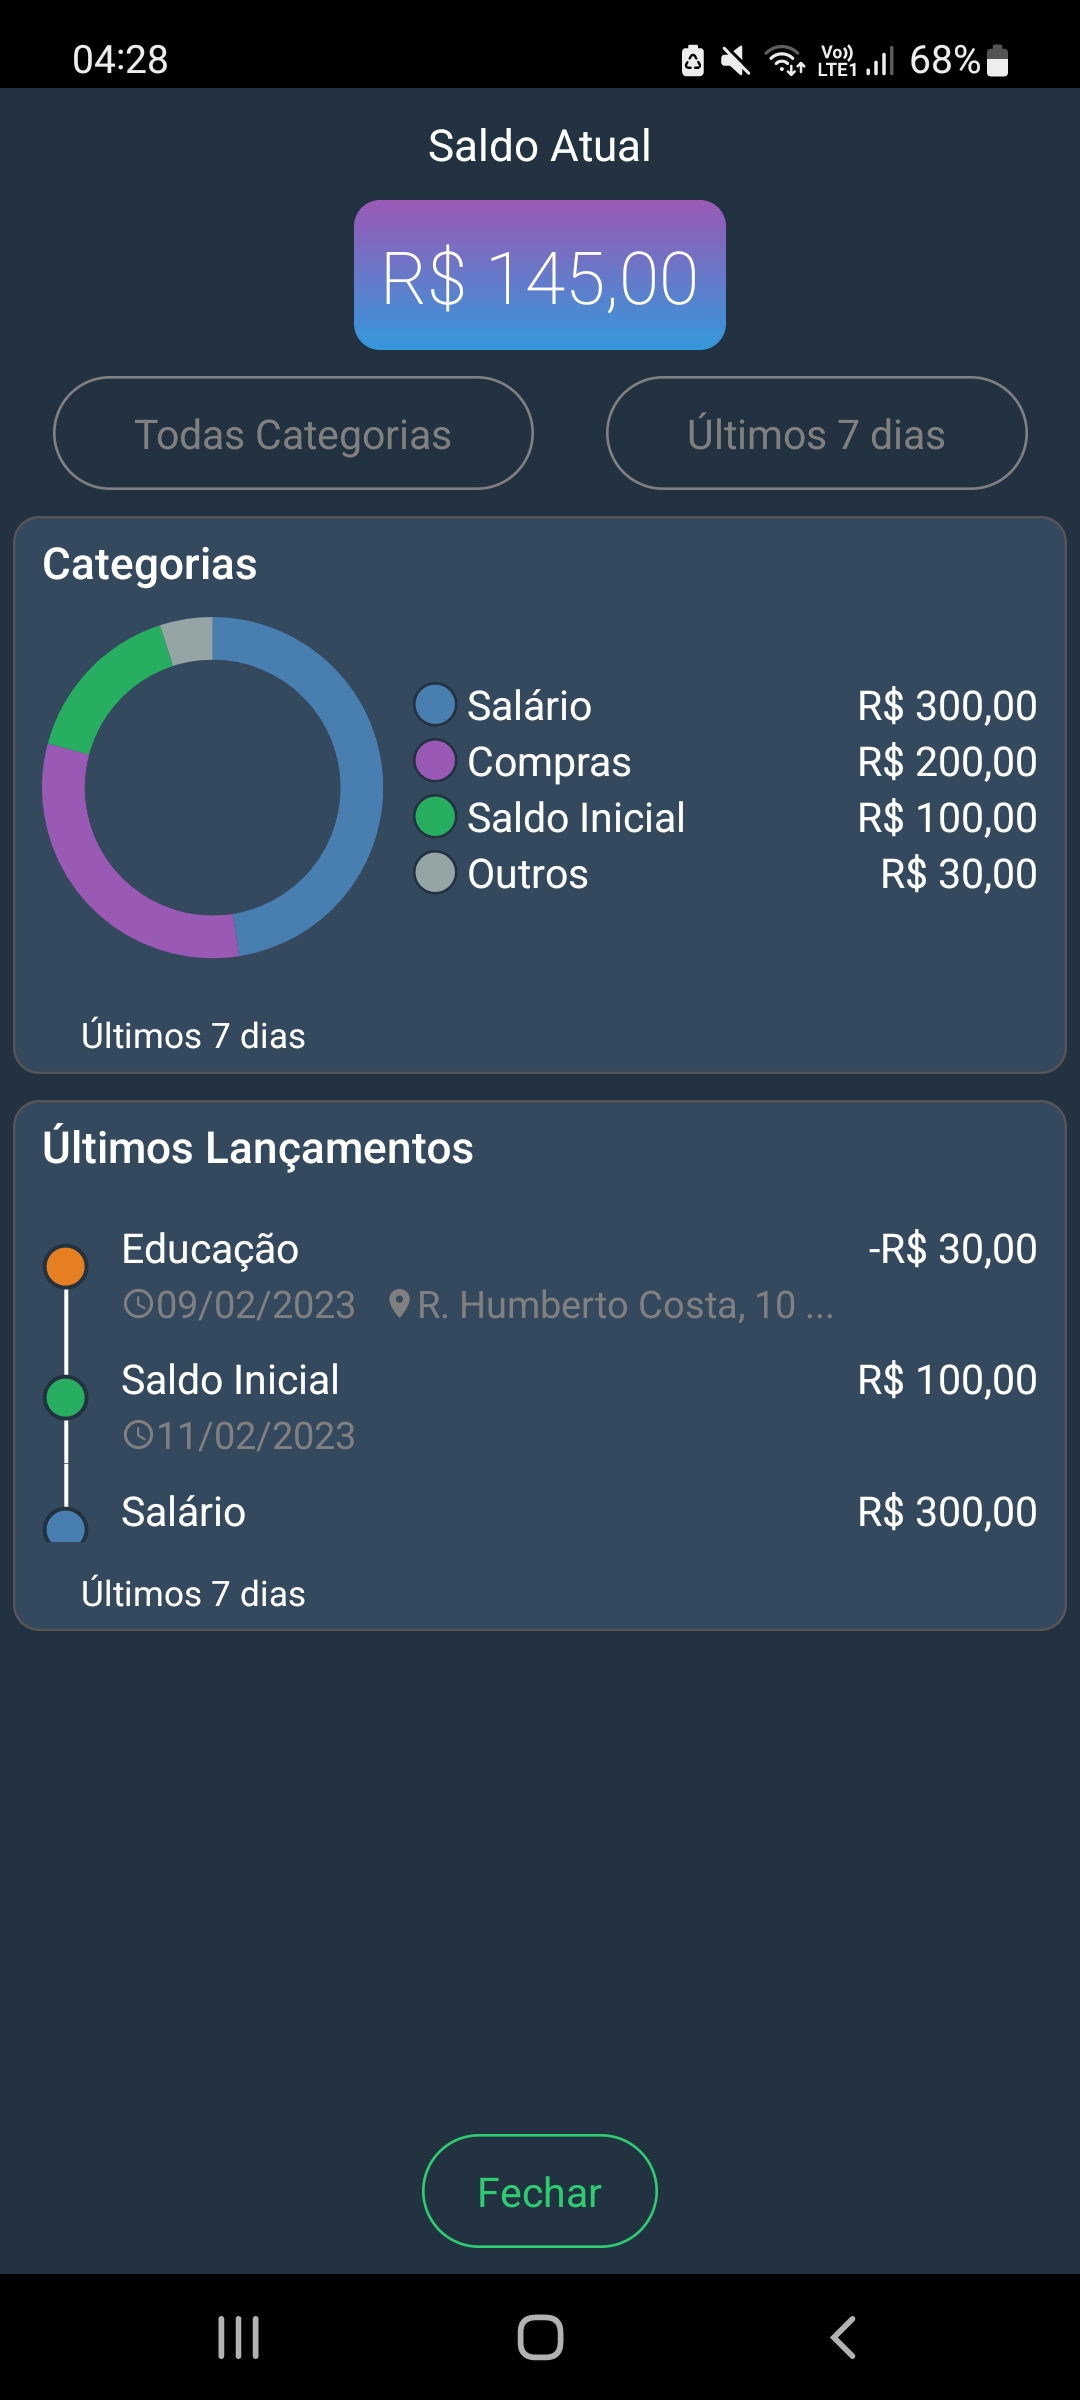 04:28 Vo)) LTE1 68%
Saldo Atual
R$ 145,00
Todas Categorias Últimos 7 dias
Categorias
Salário R$ 300,00
Compras R$ 200,00
Saldo Inicial R$ 100,00
Outros R$ 30,00
Últimos 7 dias
Últimos Lançamentos
Educação -R$ 30,00
09/02/2023 R. Humberto Costa, 10 ...
Saldo Inicial R$ 100,00
11/02/2023
Salário R$ 300,00
Últimos 7 dias
Fechar